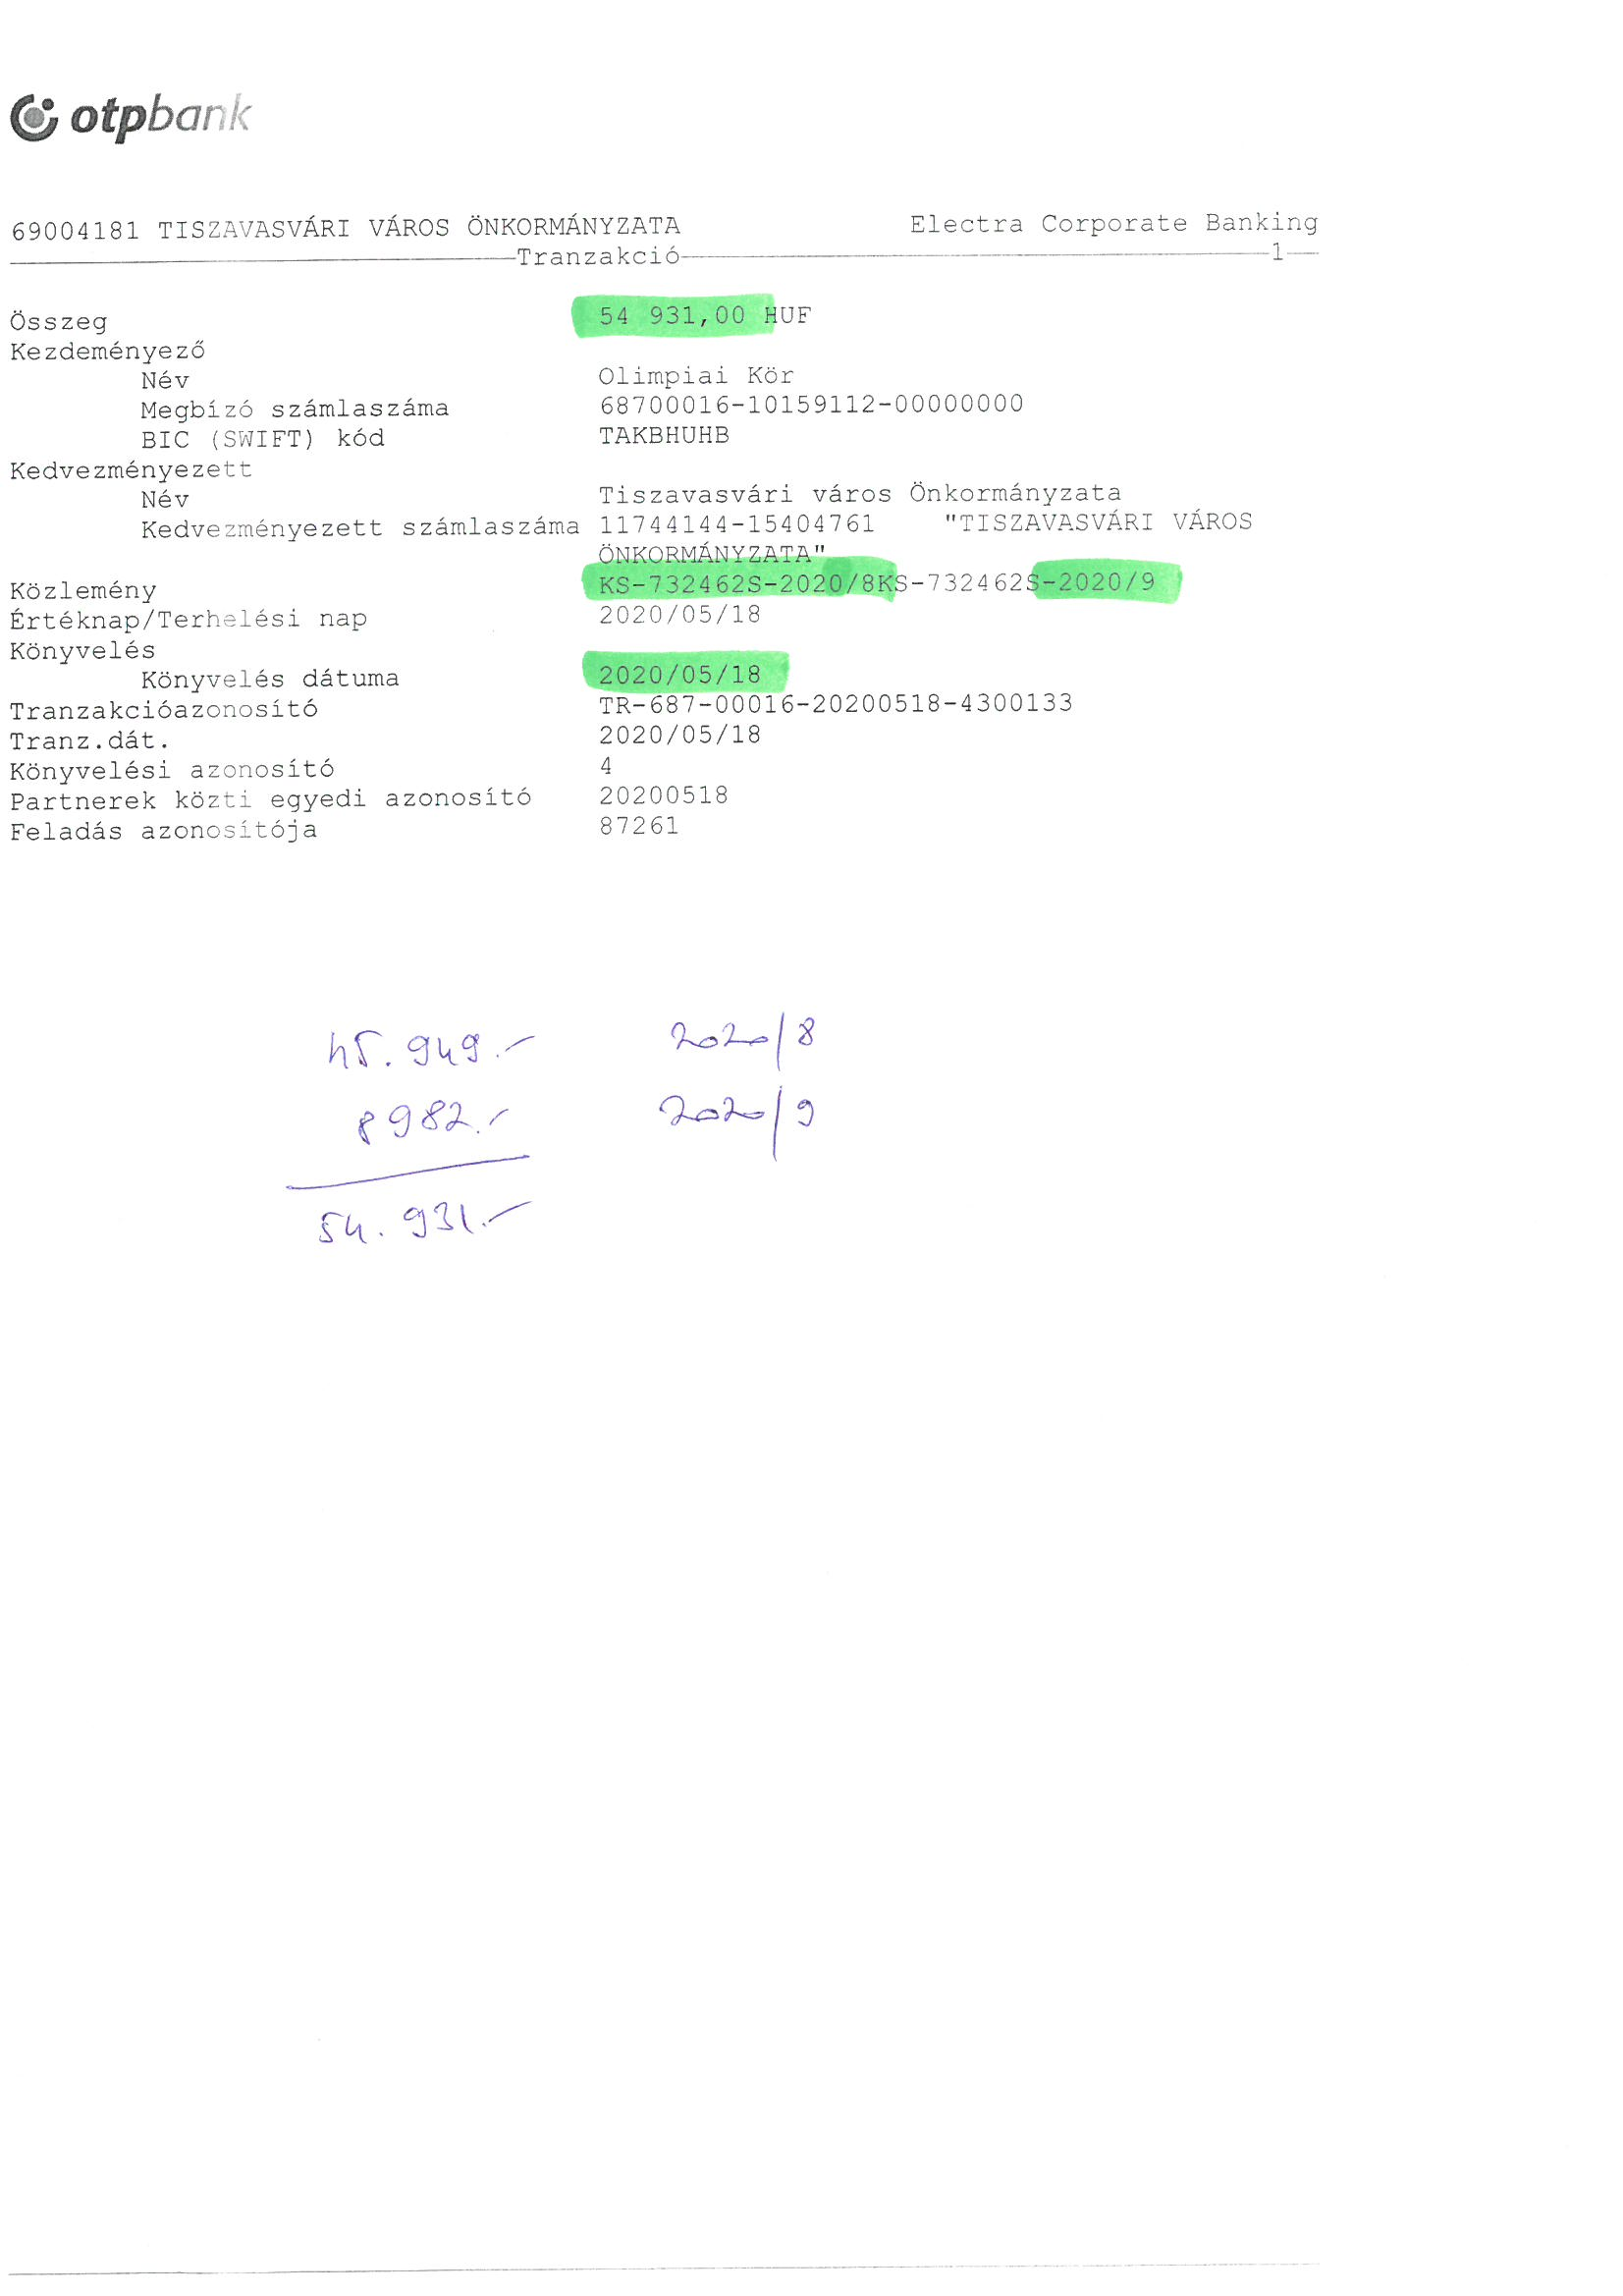 otpbank
69004181 TISZAVASVÁRI VÁROS ÖNKORMÁNYZATA Electra Corporate Banking
Tranzakció 1
Összeg 54 931,00 HUF
Kezdeményező
Név Olimpiai Kör
Megbízó számlaszáma 68700016-10159112-00000000
BIC (SWIFT) kód TAKBHUHB
Kedvezményezett
Név Tiszavasvári város Önkormányzata
Kedvezményezett számlaszáma 11744144-15404761 "TISZAVASVÁRI VÁROS
ÖNKORMÁNYZATA"
Közlemény KS-732462S-2020/8KS-732462S-2020/9
Értéknap/Terhelési nap 2020/05/18
Könyvelés
Könyvelés dátuma 2020/05/18
Tranzakcióazonosító TR-687-00016-20200518-4300133
Tranz.dát. 2020/05/18
Könyvelési azonosító 4
Partnerek közti egyedi azonosító 20200518
Feladás azonosítója 87261
45.949.- 2020/8
8982.- 2020/9
54.931.-